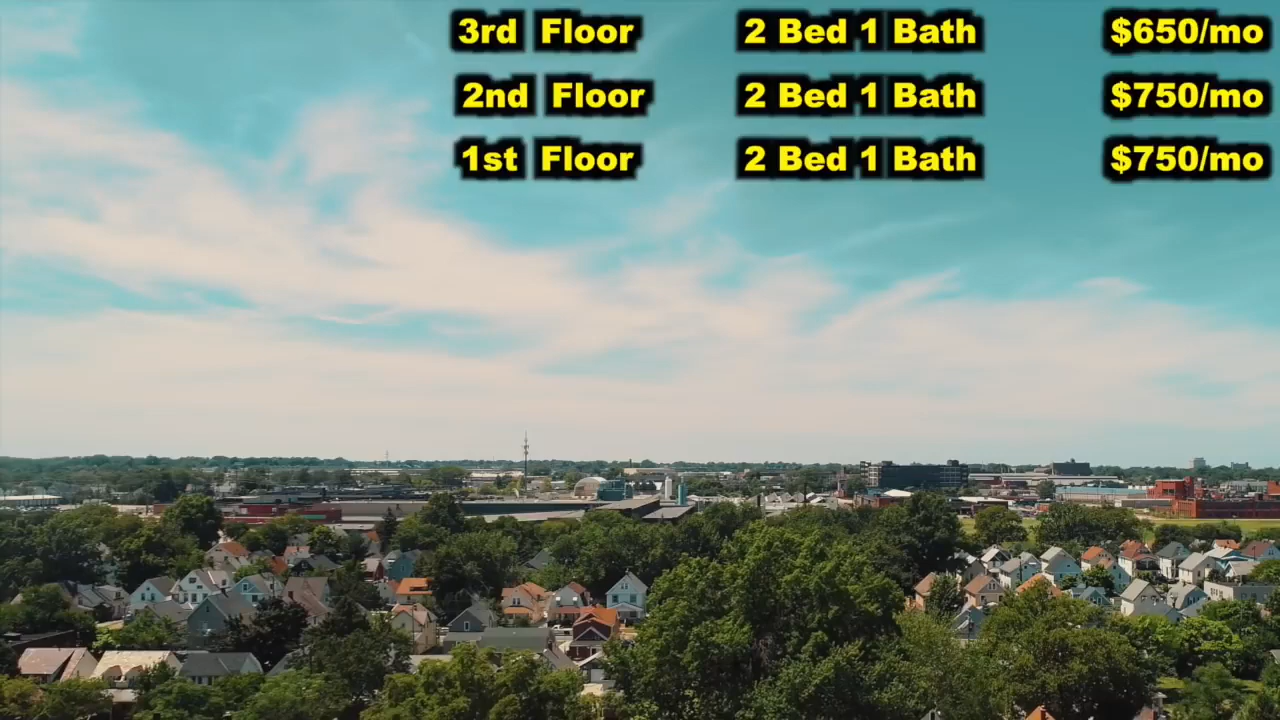 3rd Floor 2 Bed 1 Bath $650/mo
2nd Floor 2 Bed 1 Bath $750/mo
1st Floor 2 Bed 1 Bath $750/mo